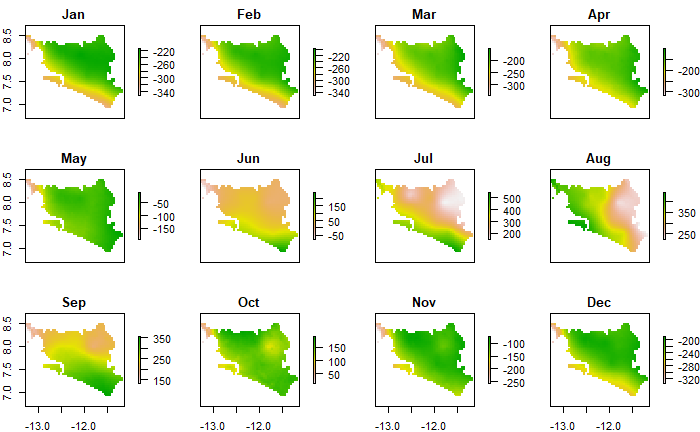 Jan Feb Mar Apr
8.5 8.0 7.5 7.0
-220 -260 -300 -340
-220 -260 -300 -340
-200 -250 -300
-200 -300
May Jun Jul Aug
8.5 8.0 7.5 7.0
-50 -100 -150
150 50 -50
500 400 300 200
350 250
Sep Oct Nov Dec
8.5 8.0 7.5 7.0
350 250 150
150 100 50
-100 -150 -200 -250
-200 -240 -280 -320
-13.0 -12.0 -13.0 -12.0 -13.0 -12.0 -13.0 -12.0